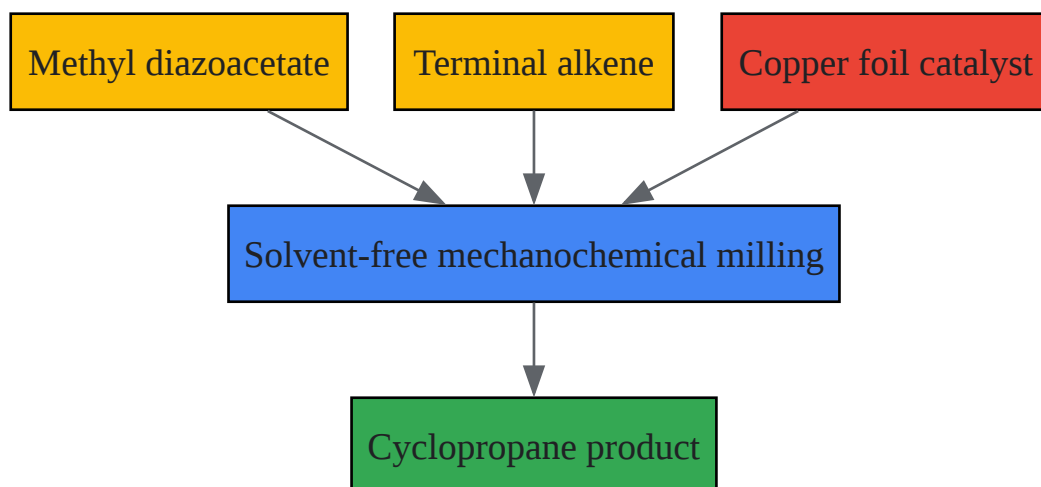 Methyl diazoacetate
Terminal alkene
Copper foil catalyst
Solvent-free mechanochemical milling
Cyclopropane product